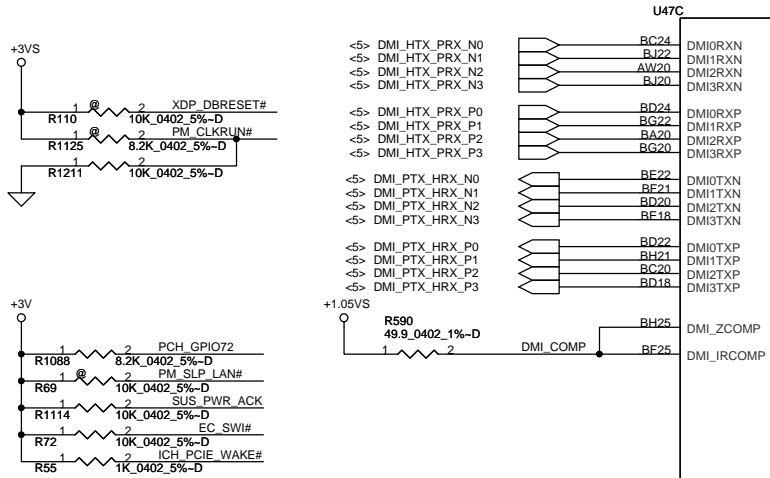 U47C
+3VS
1 @ 2 XDP_DBRESET#
R110 10K_0402_5%~D
1 @ 2 PM_CLKRUN#
R1125 8.2K_0402_5%~D
1 2
R1211 10K_0402_5%~D
<5> DMI_HTX_PRX_N0 BC24 DMI0RXN
<5> DMI_HTX_PRX_N1 BJ22 DMI1RXN
<5> DMI_HTX_PRX_N2 AW20 DMI2RXN
<5> DMI_HTX_PRX_N3 BJ20 DMI3RXN
<5> DMI_HTX_PRX_P0 BD24 DMI0RXP
<5> DMI_HTX_PRX_P1 BG22 DMI1RXP
<5> DMI_HTX_PRX_P2 BA20 DMI2RXP
<5> DMI_HTX_PRX_P3 BG20 DMI3RXP
<5> DMI_PTX_HRX_N0 BE22 DMI0TXN
<5> DMI_PTX_HRX_N1 BF21 DMI1TXN
<5> DMI_PTX_HRX_N2 BD20 DMI2TXN
<5> DMI_PTX_HRX_N3 BE18 DMI3TXN
<5> DMI_PTX_HRX_P0 BD22 DMI0TXP
<5> DMI_PTX_HRX_P1 BH21 DMI1TXP
<5> DMI_PTX_HRX_P2 BC20 DMI2TXP
<5> DMI_PTX_HRX_P3 BD18 DMI3TXP
+3V
1 2 PCH_GPIO72
R1088 8.2K_0402_5%~D
1 @ 2 PM_SLP_LAN#
R69 10K_0402_5%~D
1 2 SUS_PWR_ACK
R1114 10K_0402_5%~D
1 2 EC_SWI#
R72 10K_0402_5%~D
1 2 ICH_PCIE_WAKE#
R55 1K_0402_5%~D
+1.05VS
R590
49.9_0402_1%~D
1 2 DMI_COMP
BH25 DMI_ZCOMP
BF25 DMI_IRCOMP